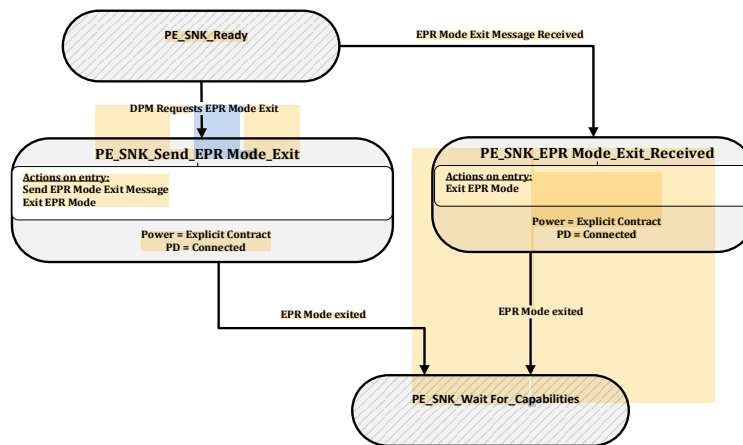 PE_SNK_Ready
EPR Mode Exit Message Received
DPM Requests EPR Mode Exit
PE_SNK_Send_EPR Mode_Exit
Actions on entry:
Send EPR Mode Exit Message
Exit EPR Mode
Power = Explicit Contract
PD = Connected
PE_SNK_EPR Mode_Exit_Received
Actions on entry:
Exit EPR Mode
Power = Explicit Contract
PD = Connected
EPR Mode exited
EPR Mode exited
PE_SNK_Wait For_Capabilities